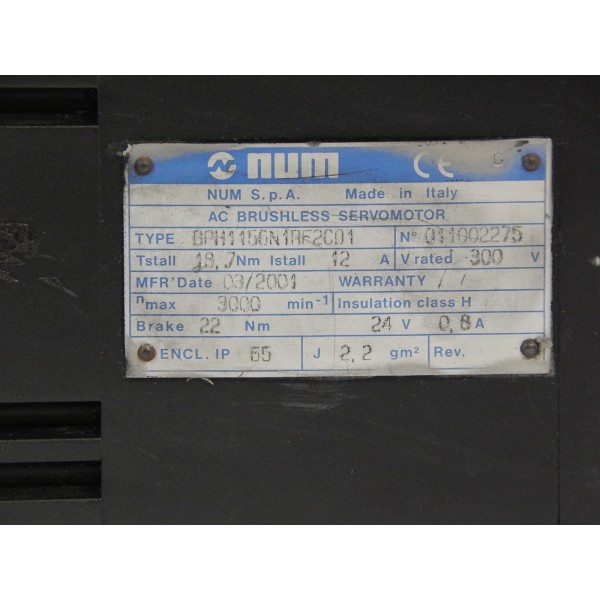 num CE
NUM S.p.A. Made in Italy
AC BRUSHLESS SERVOMOTOR
TYPE BPH1156N1RF2C01 N° 011002275
Tstall 18,7 Nm Istall 12 A V rated 300 V
MFR'Date 03/2001 WARRANTY / /
nmax 3000 min-1 Insulation class H
Brake 22 Nm 24 V 0,8 A
ENCL. IP 65 J 2,2 gm² Rev.